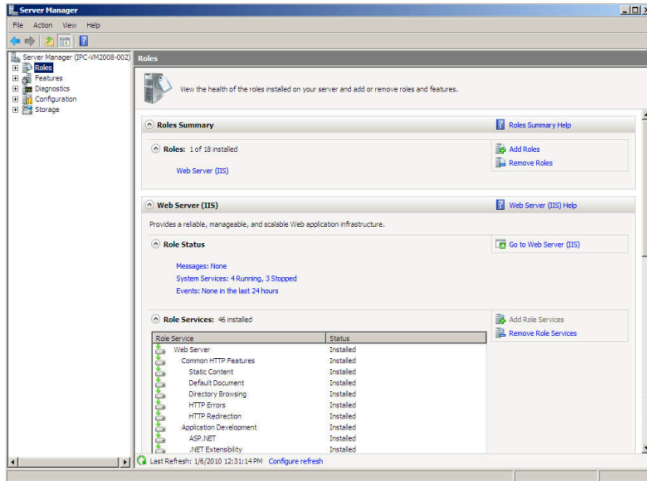 Server Manager
File Action View Help
Server Manager (IPC-VM2008-002)
Roles
Features
Diagnostics
Configuration
Storage
Roles
View the health of the roles installed on your server and add or remove roles and features.
Roles Summary
Roles Summary Help
Roles: 1 of 18 installed
Add Roles
Remove Roles
Web Server (IIS)
Web Server (IIS)
Web Server (IIS) Help
Provides a reliable, manageable, and scalable Web application infrastructure.
Role Status
Go to Web Server (IIS)
Messages: None
System Services: 4 Running, 3 Stopped
Events: None in the last 24 hours
Role Services: 46 installed
Add Role Services
Remove Role Services
Role Service Status
Web Server Installed
Common HTTP Features Installed
Static Content Installed
Default Document Installed
Directory Browsing Installed
HTTP Errors Installed
HTTP Redirection Installed
Application Development Installed
ASP.NET Installed
.NET Extensibility Installed
Last Refresh: 1/6/2010 12:31:14 PM Configure refresh